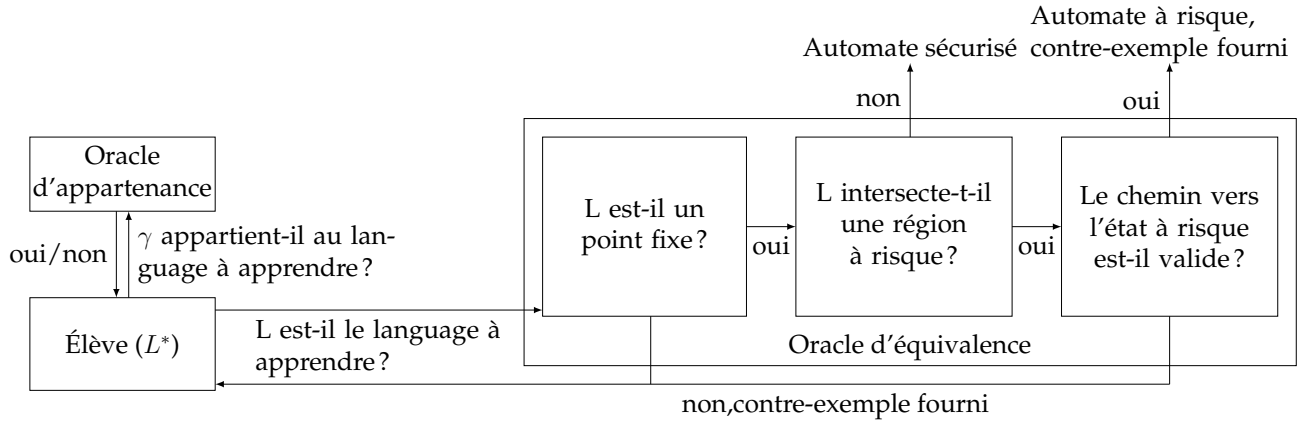 Automate à risque,
Automate sécurisé
contre-exemple fourni
non
oui
Oracle
d'appartenance
oui/non
γ appartient-il au lan-
guage à apprendre ?
Élève (L*)
L est-il le language à
apprendre ?
L est-il un
point fixe ?
oui
L intersecte-t-il
une région
à risque ?
oui
Le chemin vers
l'état à risque
est-il valide ?
Oracle d'équivalence
non,contre-exemple fourni